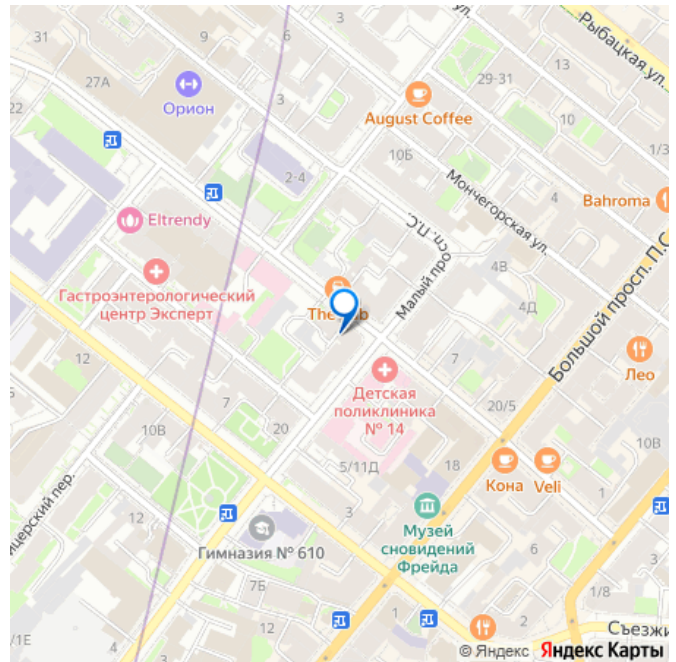 31
9
6
3
Рыбацкая ул.
27А
Орион
3
29-31
13
August Coffee
10
22
10Б
1/3
2-4
Мончегорская ул.
4
Bahroma
Eltrendy
Малый просп. П.С.
4В
Большой просп. П.С
Гастроэнтерологический
центр Эксперт
4Д
7
Лео
Детская
поликлиника
№ 14
7
20
20/5
10В
10В
5/11Д
18
Кона
Veli
1
12
3
Музей
сновидений
Фрейда
Гимназия № 610
6
7Б
1/8
2
1
4
12
Съезжи
/1Е
© Яндекс Яндекс Карты